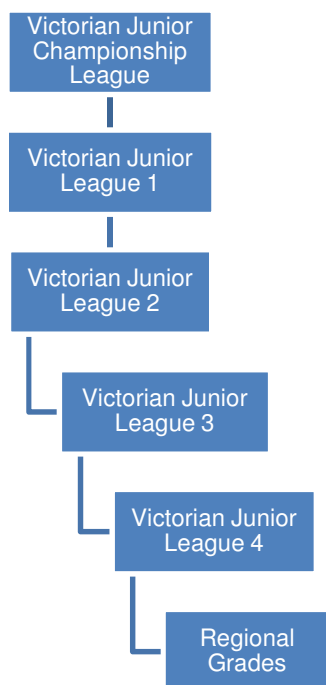 Victorian Junior
Championship
League
Victorian Junior
League 1
Victorian Junior
League 2
Victorian Junior
League 3
Victorian Junior
League 4
Regional
Grades